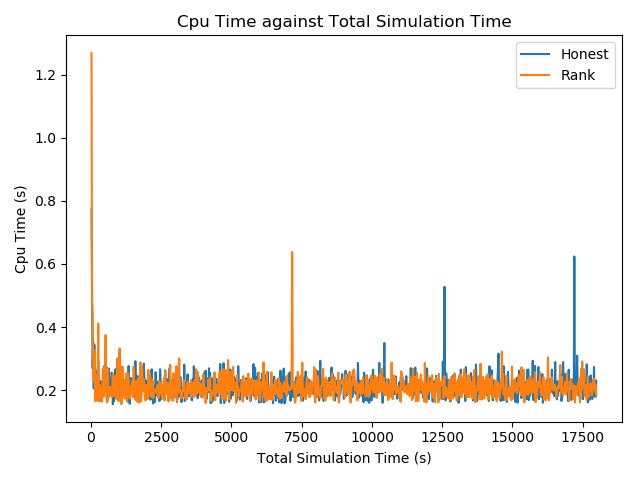 Cpu Time against Total Simulation Time
Honest
Rank
Cpu Time (s)
1.2
1.0
0.8
0.6
0.4
0.2
0 2500 5000 7500 10000 12500 15000 17500
Total Simulation Time (s)